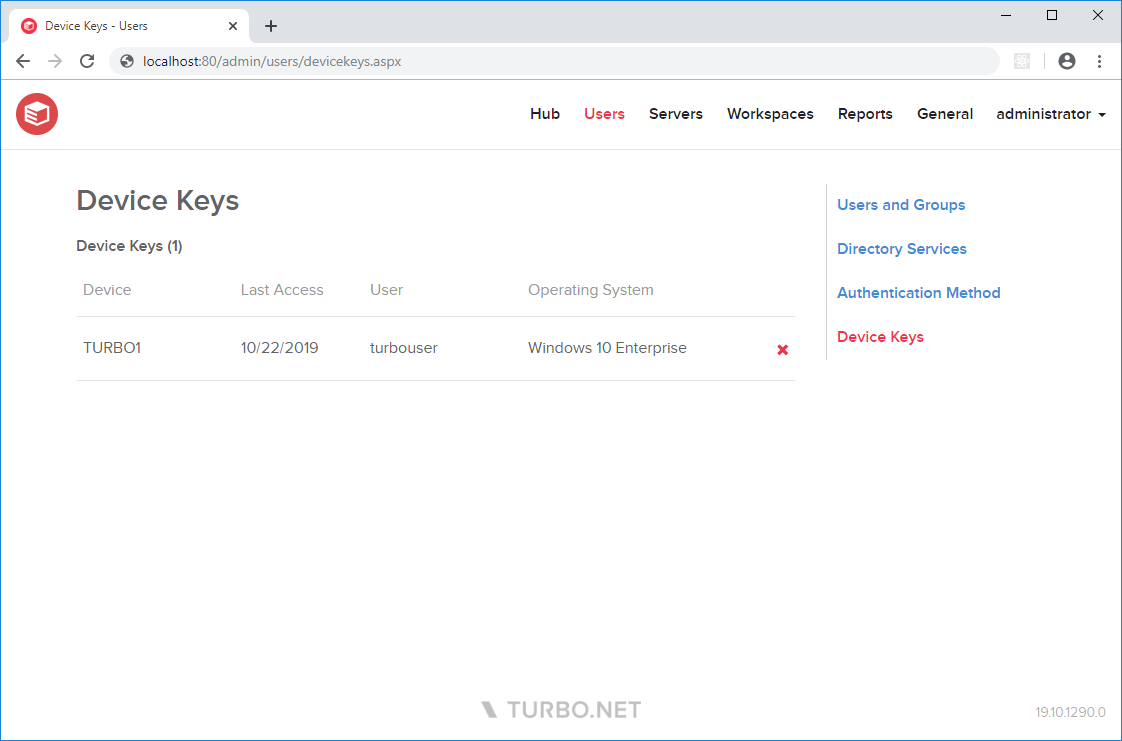 Device Keys - Users
localhost:80/admin/users/devicekeys.aspx
Hub Users Servers Workspaces Reports General administrator
Device Keys
Device Keys (1)
Device Last Access User Operating System
TURBO1 10/22/2019 turbouser Windows 10 Enterprise
Users and Groups
Directory Services
Authentication Method
Device Keys
TURBO.NET
19.10.1290.0